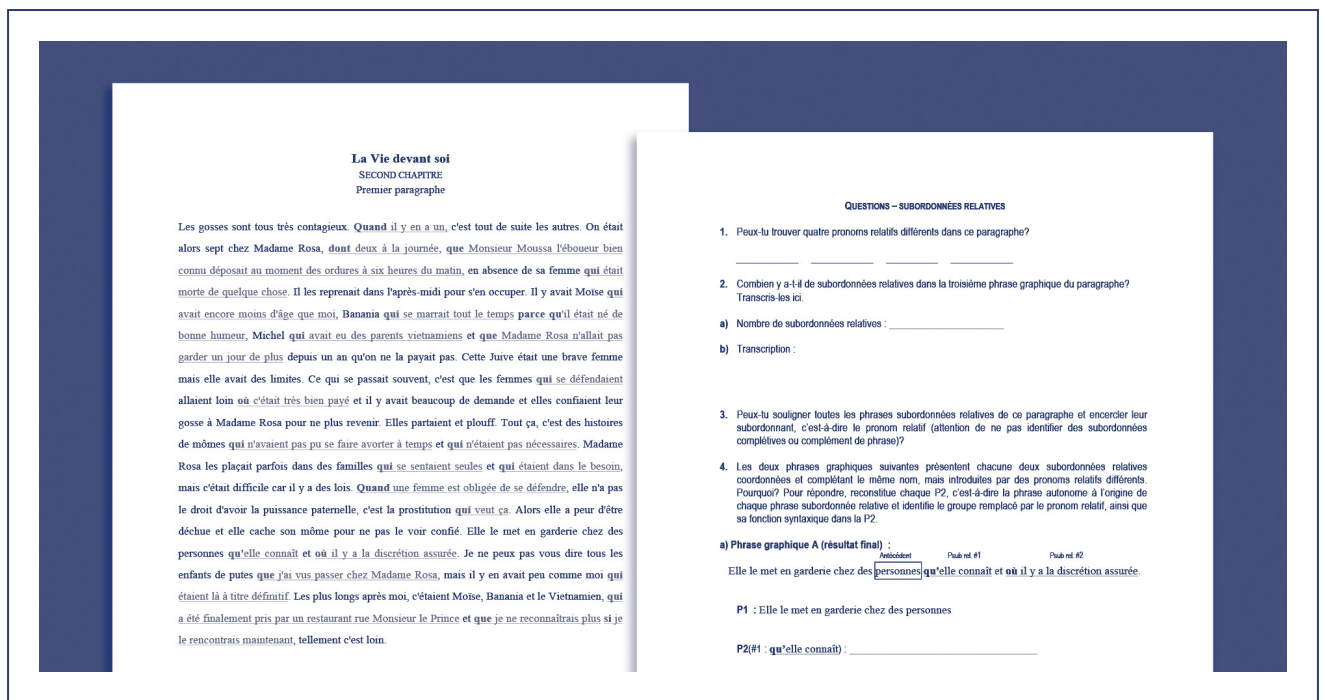 La Vie devant soi
SECOND CHAPITRE
Premier paragraphe
Les gosses sont tous très contagieux. Quand il y en a un, c'est tout de suite les autres. On était
alors sept chez Madame Rosa, dont deux à la journée, que Monsieur Moussa l'éboueur bien
connu déposait au moment des ordures à six heures du matin, en absence de sa femme qui était
morte de quelque chose. Il les reprenait dans l'après-midi pour s'en occuper. Il y avait Moïse qui
avait encore moins d'âge que moi, Banania qui se marrait tout le temps parce qu'il était né de
bonne humeur, Michel qui avait eu des parents vietnamiens et que Madame Rosa n'allait pas
garder un jour de plus depuis un an qu'on ne la payait pas. Cette Juive était une brave femme
mais elle avait des limites. Ce qui se passait souvent, c'est que les femmes qui se défendaient
allaient loin où c'était très bien payé et il y avait beaucoup de demande et elles confiaient leur
gosse à Madame Rosa pour ne plus revenir. Elles partaient et plouff. Tout ça, c'est des histoires
de mômes qui n'avaient pas pu se faire avorter à temps et qui n'étaient pas nécessaires. Madame
Rosa les plaçait parfois dans des familles qui se sentaient seules et qui étaient dans le besoin,
mais c'était difficile car il y a des lois. Quand une femme est obligée de se défendre, elle n'a pas
le droit d'avoir la puissance paternelle, c'est la prostitution qui veut ça. Alors elle a peur d'être
déchue et elle cache son môme pour ne pas le voir confié. Elle le met en garderie chez des
personnes qu'elle connaît et où il y a la discrétion assurée. Je ne peux pas vous dire tous les
enfants de putes que j'ai vus passer chez Madame Rosa, mais il y en avait peu comme moi qui
étaient là à titre définitif. Les plus longs après moi, c'étaient Moïse, Banania et le Vietnamien, qui
a été finalement pris par un restaurant rue Monsieur le Prince et que je ne reconnaîtrais plus si je
le rencontrais maintenant, tellement c'est loin.
QUESTIONS – SUBORDONNÉES RELATIVES
1. Peux-tu trouver quatre pronoms relatifs différents dans ce paragraphe?
2. Combien y a-t-il de subordonnées relatives dans la troisième phrase graphique du paragraphe?
Transcris-les ici.
a) Nombre de subordonnées relatives :
b) Transcription :
3. Peux-tu souligner toutes les phrases subordonnées relatives de ce paragraphe et encercler leur
subordonnant, c'est-à-dire le pronom relatif (attention de ne pas identifier des subordonnées
complétives ou complément de phrase)?
4. Les deux phrases graphiques suivantes présentent chacune deux subordonnées relatives
coordonnées et complétant le même nom, mais introduites par des pronoms relatifs différents.
Pourquoi? Pour répondre, reconstitue chaque P2, c'est-à-dire la phrase autonome à l'origine de
chaque phrase subordonnée relative et identifie le groupe remplacé par le pronom relatif, ainsi que
sa fonction syntaxique dans la P2.
a) Phrase graphique A (résultat final) :
Antécédent Psub rel. #1 Psub rel. #2
Elle le met en garderie chez des personnes qu'elle connaît et où il y a la discrétion assurée.
P1 : Elle le met en garderie chez des personnes
P2(#1 : qu'elle connaît) :